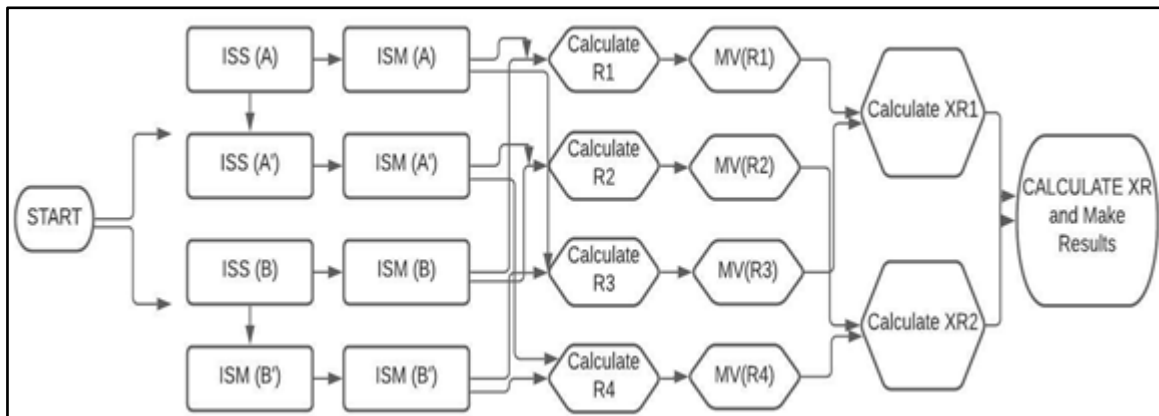 START
ISS (A)
ISM (A)
ISS (A')
ISM (A')
ISS (B)
ISM (B)
ISM (B')
ISM (B')
Calculate
R1
MV(R1)
Calculate
R2
MV(R2)
Calculate
R3
MV(R3)
Calculate
R4
MV(R4)
Calculate XR1
Calculate XR2
CALCULATE XR
and Make
Results